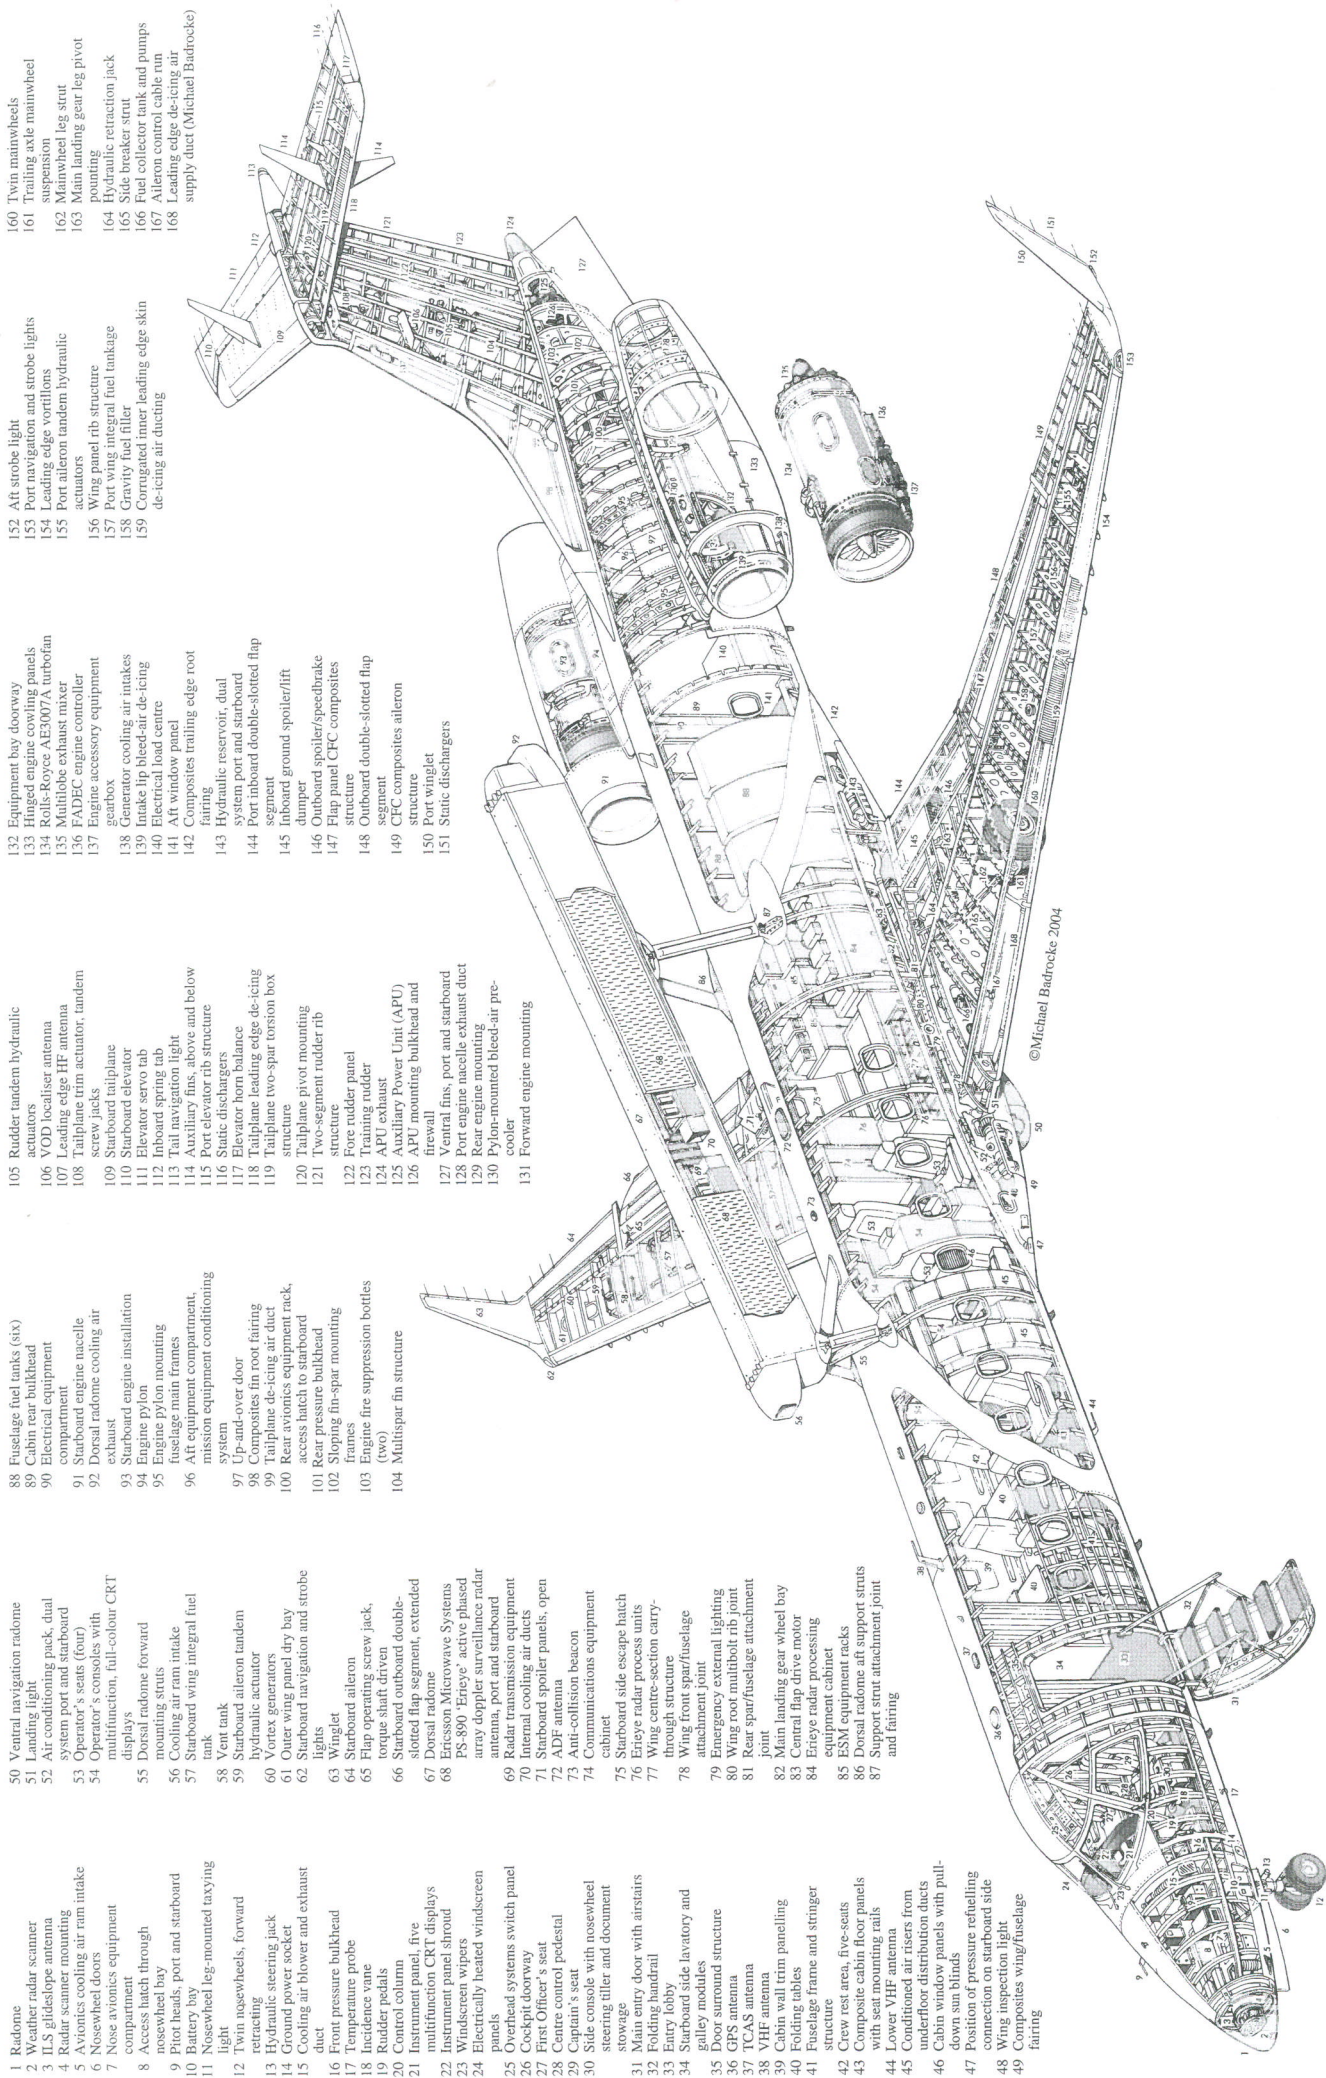 1 Radome
2 Weather radar scanner
3 ILS glideslope antenna
4 Radar scanner mounting
5 Avionics cooling air ram intake
6 Nosewheel doors
7 Nose avionics equipment
compartment
8 Access hatch through
nosewheel bay
9 Pitot heads, port and starboard
10 Battery bay
11 Nosewheel leg-mounted taxying
light
12 Twin nosewheels, forward
retracting
13 Hydraulic steering jack
14 Ground power socket
15 Cooling air blower and exhaust
duct
16 Front pressure bulkhead
17 Temperature probe
18 Incidence vane
19 Rudder pedals
20 Control column
21 Instrument panel, five
multifunction CRT displays
22 Instrument panel shroud
23 Windscreen wipers
24 Electrically heated windscreen
panels
25 Overhead systems switch panel
26 Cockpit doorway
27 First Officer's seat
28 Centre control pedestal
29 Captain's seat
30 Side console with nosewheel
steering tiller and document
stowage
31 Main entry door with airstairs
32 Folding handrail
33 Entry lobby
34 Starboard side lavatory and
galley modules
35 Door surround structure
36 GPS antenna
37 TCAS antenna
38 VHF antenna
39 Cabin wall trim panelling
40 Folding tables
41 Fuselage frame and stringer
structure
42 Crew rest area, five-seats
43 Composite cabin floor panels
with seat mounting rails
44 Lower VHF antenna
45 Conditioned air risers from
underfloor distribution ducts
46 Cabin window panels with pull-
down sun blinds
47 Position of pressure refuelling
connection on starboard side
48 Wing inspection light
49 Composites wing/fuselage
fairing
50 Ventral navigation radome
51 Landing light
52 Air conditioning pack, dual
system port and starboard
53 Operator's seats (four)
54 Operator's consoles with
multifunction, full-colour CRT
displays
55 Dorsal radome forward
mounting struts
56 Cooling air ram intake
57 Starboard wing integral fuel
tank
58 Vent tank
59 Starboard aileron tandem
hydraulic actuator
60 Vortex generators
61 Outer wing panel dry bay
62 Starboard navigation and strobe
lights
63 Winglet
64 Starboard aileron
65 Flap operating screw jack,
torque shaft driven
66 Starboard outboard double-
slotted flap segment, extended
67 Dorsal radome
68 Ericsson Microwave Systems
PS-890 'Erieye' active phased
array doppler surveillance radar
antenna, port and starboard
69 Radar transmission equipment
70 Internal cooling air ducts
71 Starboard spoiler panels, open
72 ADF antenna
73 Anti-collision beacon
74 Communications equipment
cabinet
75 Starboard side escape hatch
76 Erieye radar process units
77 Wing centre-section carry-
through structure
78 Wing front spar/fuselage
attachment joint
79 Emergency external lighting
80 Wing root multibolt rib joint
81 Rear spar/fuselage attachment
joint
82 Main landing gear wheel bay
83 Central flap drive motor
84 Erieye radar processing
equipment cabinet
85 ESM equipment racks
86 Dorsal radome aft support struts
87 Support strut attachment joint
and fairing
88 Fuselage fuel tanks (six)
89 Cabin rear bulkhead
90 Electrical equipment
compartment
91 Starboard engine nacelle
92 Dorsal radome cooling air
exhaust
93 Starboard engine installation
94 Engine pylon
95 Engine pylon mounting
fuselage main frames
96 Aft equipment compartment,
mission equipment conditioning
system
97 Up-and-over door
98 Composites fin root fairing
99 Tailplane de-icing air duct
100 Rear avionics equipment rack,
access hatch to starboard
101 Rear pressure bulkhead
102 Sloping fin-spar mounting
frames
103 Engine fire suppression bottles
(two)
104 Multispar fin structure
105 Rudder tandem hydraulic
actuators
106 VOD localiser antenna
107 Leading edge HF antenna
108 Tailplane trim actuator, tandem
screw jacks
109 Starboard tailplane
110 Starboard elevator
111 Elevator servo tab
112 Inboard spring tab
113 Tail navigation light
114 Auxiliary fins, above and below
115 Port elevator rib structure
116 Static dischargers
117 Elevator horn balance
118 Tailplane leading edge de-icing
119 Tailplane two-spar torsion box
structure
120 Tailplane pivot mounting
121 Two-segment rudder rib
structure
122 Fore rudder panel
123 Training rudder
124 APU exhaust
125 Auxiliary Power Unit (APU)
126 APU mounting bulkhead and
firewall
127 Ventral fins, port and starboard
128 Port engine nacelle exhaust duct
129 Rear engine mounting
130 Pylon-mounted bleed-air pre-
cooler
131 Forward engine mounting
132 Equipment bay doorway
133 Hinged engine cowling panels
134 Rolls-Royce AE3007A turbofan
135 Multilobe exhaust mixer
136 FADEC engine controller
137 Engine accessory equipment
gearbox
138 Generator cooling air intakes
139 Intake lip bleed-air de-icing
140 Electrical load centre
141 Aft window panel
142 Composites trailing edge root
fairing
143 Hydraulic reservoir, dual
system port and starboard
144 Port inboard double-slotted flap
segment
145 Inboard ground spoiler/lift
dumper
146 Outboard spoiler/speedbrake
147 Flap panel CFC composites
structure
148 Outboard double-slotted flap
segment
149 CFC composites aileron
structure
150 Port winglet
151 Static dischargers
152 Aft strobe light
153 Port navigation and strobe lights
154 Leading edge vortillons
155 Port aileron tandem hydraulic
actuators
156 Wing panel rib structure
157 Port wing integral fuel tankage
158 Gravity fuel filler
159 Corrugated inner leading edge skin
de-icing air ducting
160 Twin mainwheels
161 Trailing axle mainwheel
suspension
162 Mainwheel leg strut
163 Main landing gear leg pivot
pounting
164 Hydraulic retraction jack
165 Side breaker strut
166 Fuel collector tank and pumps
167 Aileron control cable run
168 Leading edge de-icing air
supply duct (Michael Badrocke)
©Michael Badrocke 2004